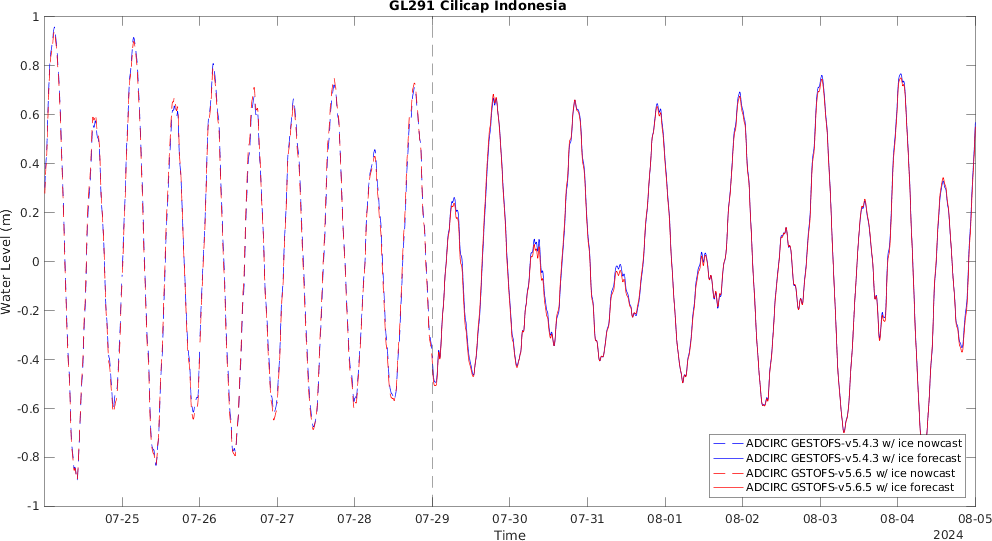 GL291 Cilicap Indonesia
1
0.8
0.6
0.4
0.2
0
-0.2
-0.4
-0.6
-0.8
-1
Water Level (m)
07-25 07-26 07-27 07-28 07-29 07-30 07-31 08-01 08-02 08-03 08-04 08-05
Time
2024
ADCIRC GESTOFS-v5.4.3 w/ ice nowcast
ADCIRC GESTOFS-v5.4.3 w/ ice forecast
ADCIRC GSTOFS-v5.6.5 w/ ice nowcast
ADCIRC GSTOFS-v5.6.5 w/ ice forecast